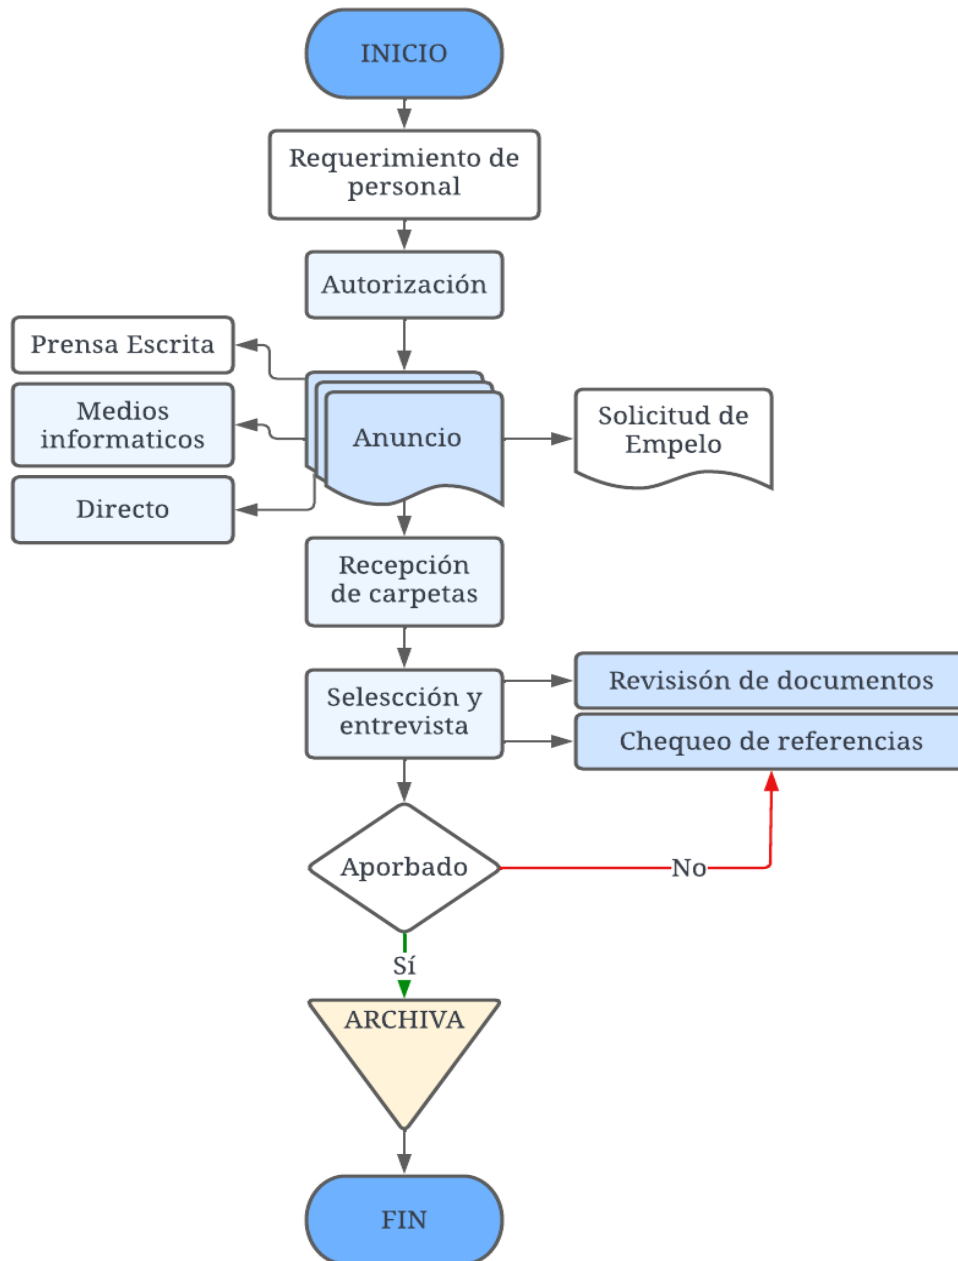 INICIO
Requerimiento de
personal
Autorización
Prensa Escrita
Medios
informaticos
Directo
Anuncio
Solicitud de
Empelo
Recepción
de carpetas
Selescción y
entrevista
Revisisón de documentos
Chequeo de referencias
Aporbado
No
Sí
ARCHIVA
FIN